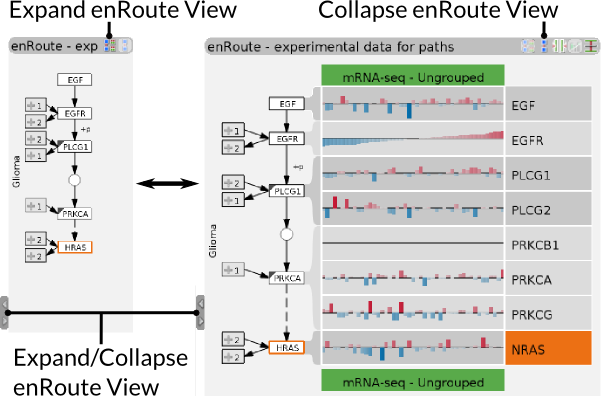 Expand enRoute View
Collapse enRoute View
enRoute - exp
enRoute - experimental data for paths
mRNA-seq - Ungrouped
EGF
+1
+2
EGFR
+p
+2
+1
PLCG1
Glioma
+1
PRKCA
+2
+2
HRAS
EGF
+1
+2
EGFR
+p
+2
+1
PLCG1
Glioma
+1
PRKCA
+2
+2
HRAS
EGF
EGFR
PLCG1
PLCG2
PRKCB1
PRKCA
PRKCG
NRAS
mRNA-seq - Ungrouped
Expand/Collapse
enRoute View